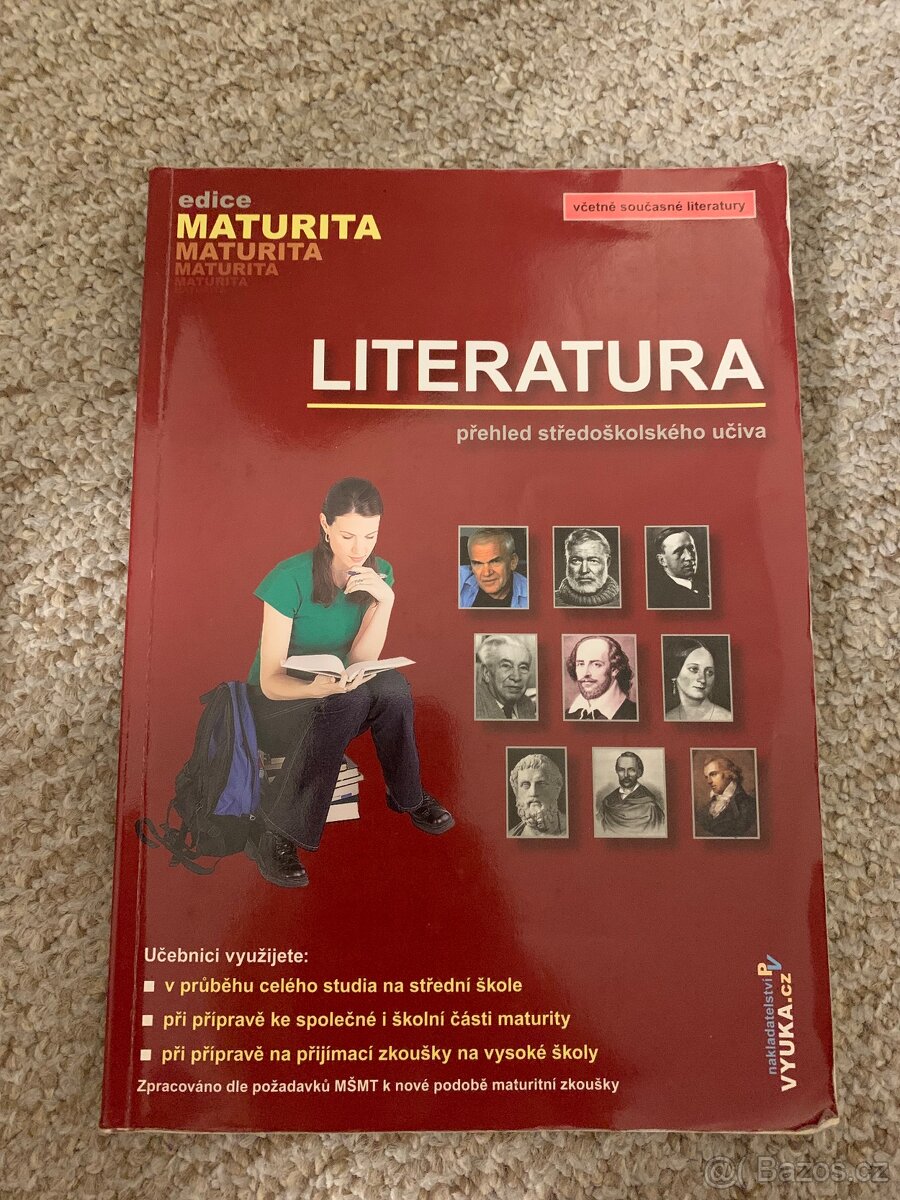 edice
MATURITA
MATURITA
MATURITA
MATURITA
včetně současné literatury
LITERATURA
přehled středoškolského učiva
Učebnici využijete:
v průběhu celého studia na střední škole
při přípravě ke společné i školní části maturity
při přípravě na přijímací zkoušky na vysoké školy
Zpracováno dle požadavků MŠMT k nové podobě maturitní zkoušky
nakladatelství PV
VYUKA.cz
@ Bazos.cz